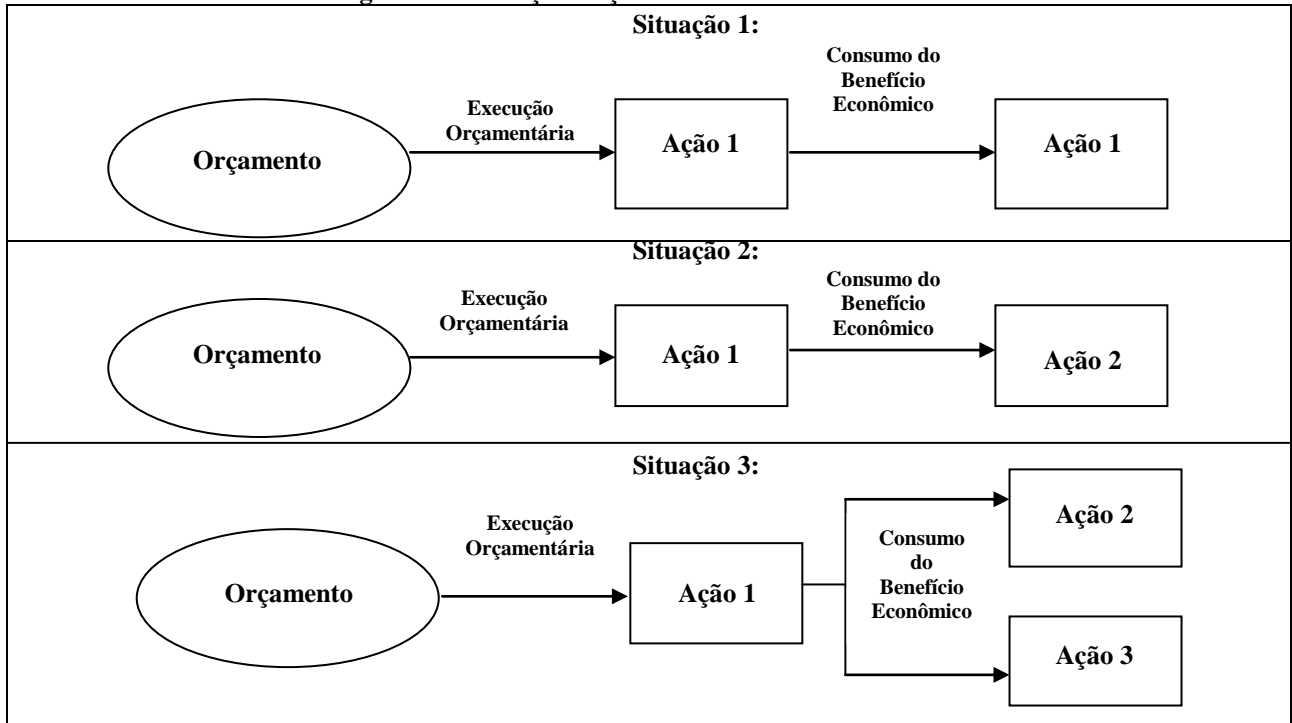 Situação 1:
Consumo do
Benefício
Econômico
Execução
Orçamentária
Orçamento
Ação 1
Ação 1
Situação 2:
Consumo do
Benefício
Econômico
Execução
Orçamentária
Orçamento
Ação 1
Ação 2
Situação 3:
Execução
Orçamentária
Orçamento
Ação 1
Consumo
do
Benefício
Econômico
Ação 2
Ação 3